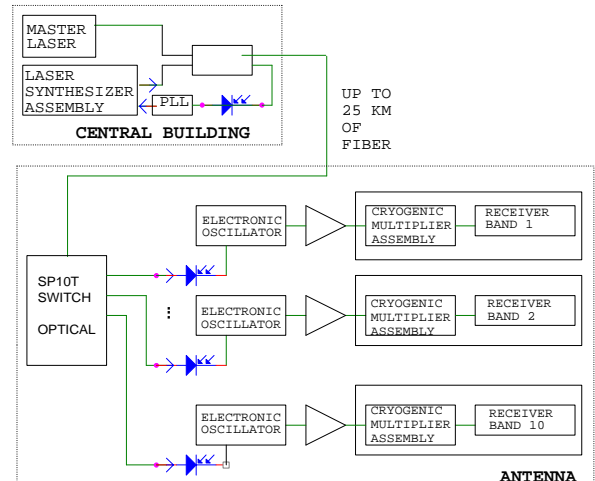 MASTER
LASER
LASER
SYNTHESIZER
ASSEMBLY
PLL
CENTRAL BUILDING
UP TO
25 KM
OF
FIBER
SP10T
SWITCH
OPTICAL
ELECTRONIC
OSCILLATOR
CRYOGENIC
MULTIPLIER
ASSEMBLY
RECEIVER
BAND 1
ELECTRONIC
OSCILLATOR
CRYOGENIC
MULTIPLIER
ASSEMBLY
RECEIVER
BAND 2
ELECTRONIC
OSCILLATOR
CRYOGENIC
MULTIPLIER
ASSEMBLY
RECEIVER
BAND 10
ANTENNA